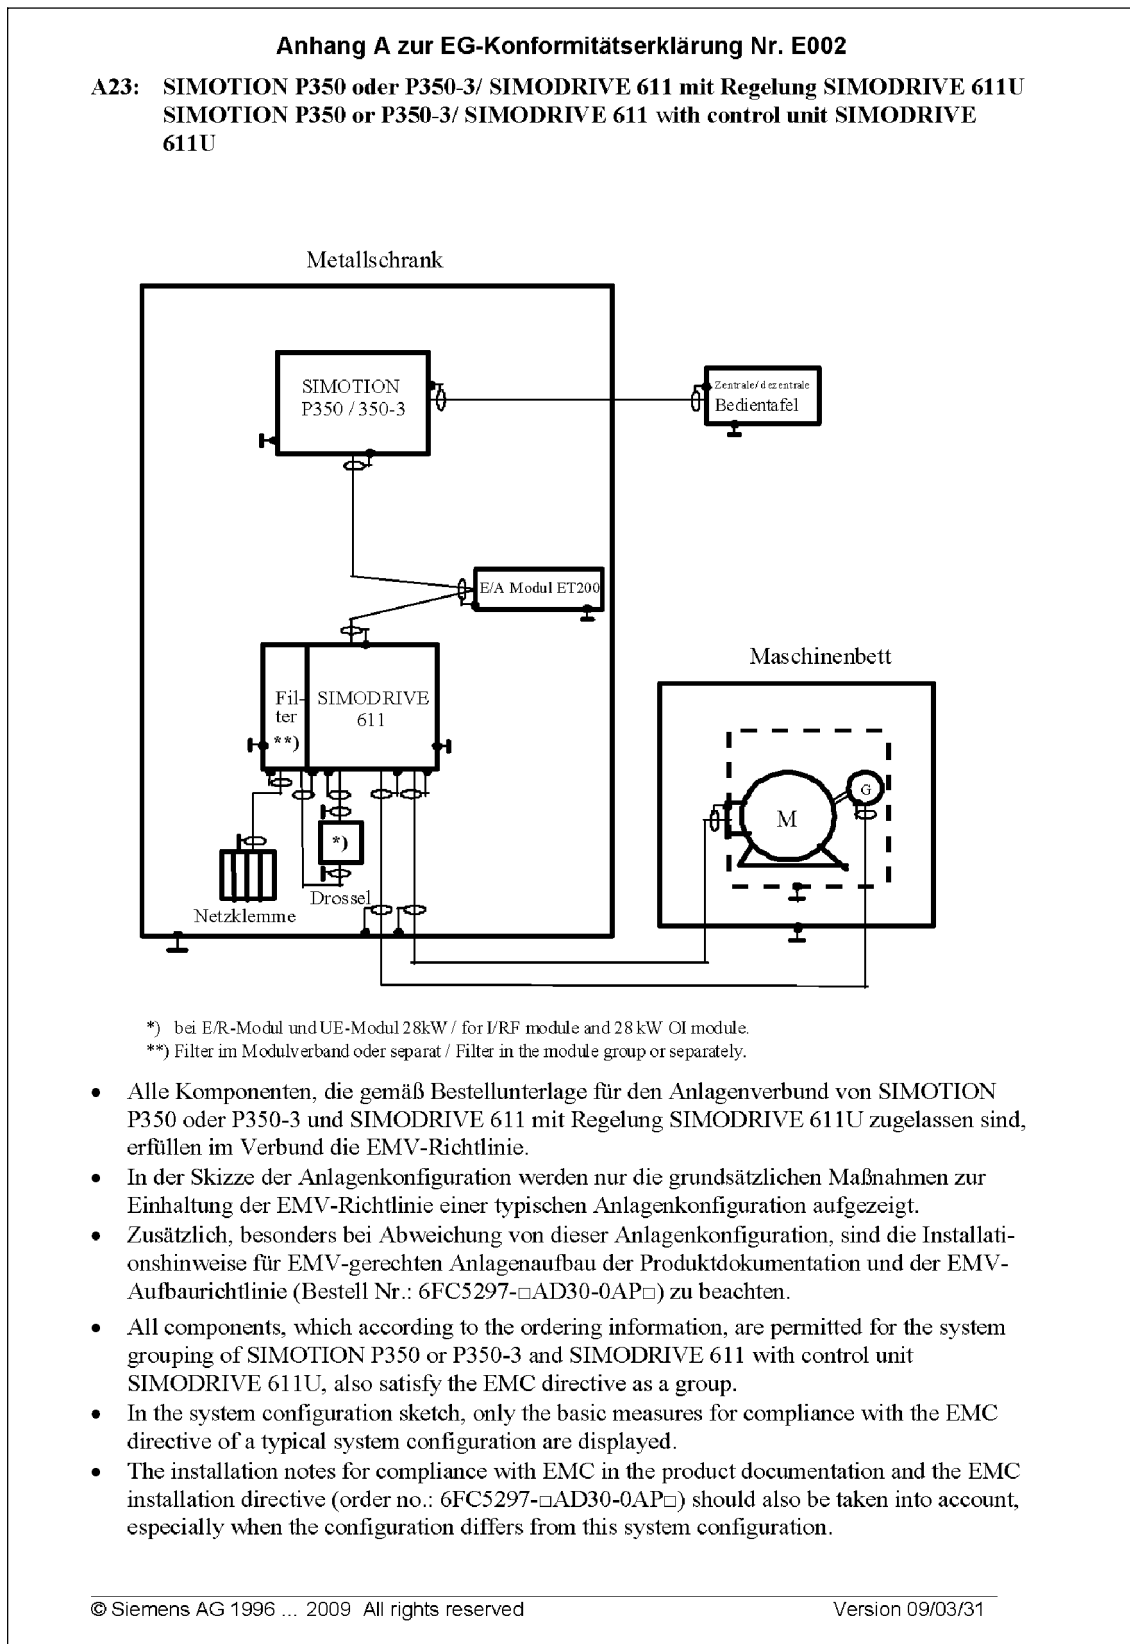 Anhang A zur EG-Konformitätserklärung Nr. E002
A23: SIMOTION P350 oder P350-3/ SIMODRIVE 611 mit Regelung SIMODRIVE 611U
SIMOTION P350 or P350-3/ SIMODRIVE 611 with control unit SIMODRIVE
611U
Metallschrank
SIMOTION
P350 / 350-3
Zentrale/dezentrale
Bedientafel
E/A Modul ET200
Maschinenbett
Fil-
ter
**)
SIMODRIVE
611
G
M
*)
Drossel
Netzklemme
*) bei E/R-Modul und UE-Modul 28kW / for I/RF module and 28 kW OI module.
**) Filter im Modulverband oder separat / Filter in the module group or separately.
• Alle Komponenten, die gemäß Bestellunterlage für den Anlagenverbund von SIMOTION
P350 oder P350-3 und SIMODRIVE 611 mit Regelung SIMODRIVE 611U zugelassen sind,
erfüllen im Verbund die EMV-Richtlinie.
• In der Skizze der Anlagenkonfiguration werden nur die grundsätzlichen Maßnahmen zur
Einhaltung der EMV-Richtlinie einer typischen Anlagenkonfiguration aufgezeigt.
• Zusätzlich, besonders bei Abweichung von dieser Anlagenkonfiguration, sind die Installati-
onshinweise für EMV-gerechten Anlagenaufbau der Produktdokumentation und der EMV-
Aufbaurichtlinie (Bestell Nr.: 6FC5297-□AD30-0AP□) zu beachten.
• All components, which according to the ordering information, are permitted for the system
grouping of SIMOTION P350 or P350-3 and SIMODRIVE 611 with control unit
SIMODRIVE 611U, also satisfy the EMC directive as a group.
• In the system configuration sketch, only the basic measures for compliance with the EMC
directive of a typical system configuration are displayed.
• The installation notes for compliance with EMC in the product documentation and the EMC
installation directive (order no.: 6FC5297-□AD30-0AP□) should also be taken into account,
especially when the configuration differs from this system configuration.
© Siemens AG 1996 ... 2009 All rights reserved
Version 09/03/31